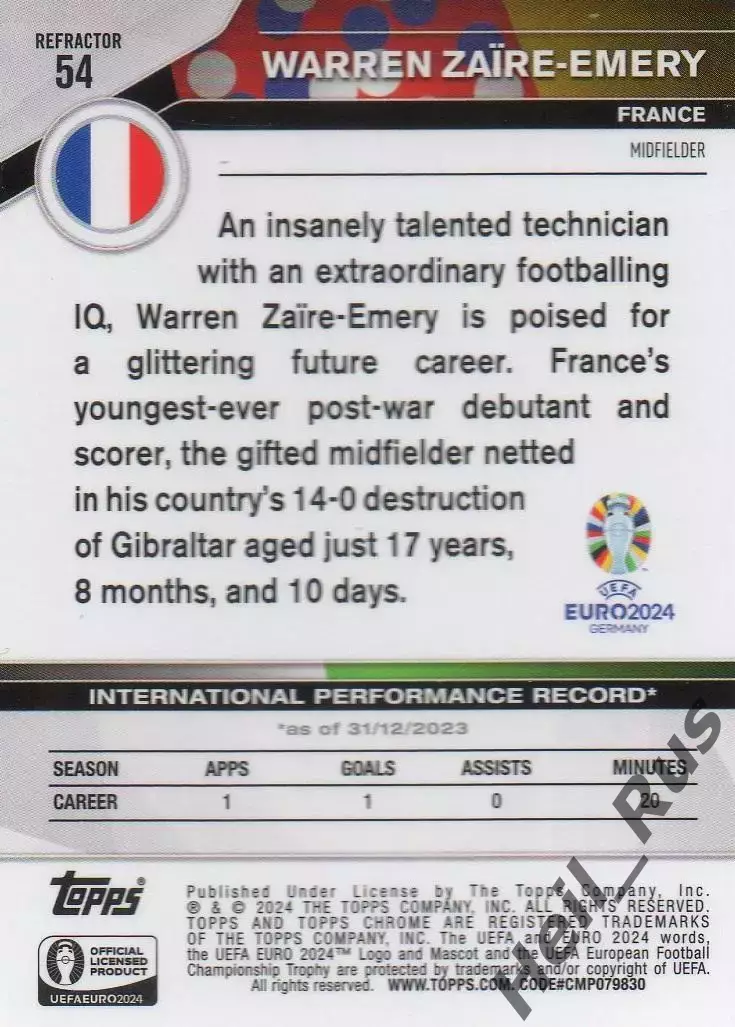 REFRACTOR
54
WARREN ZAÏRE-EMERY
FRANCE
MIDFIELDER
An insanely talented technician
with an extraordinary footballing
IQ, Warren Zaïre-Emery is poised for
a glittering future career. France's
youngest-ever post-war debutant and
scorer, the gifted midfielder netted
in his country's 14-0 destruction
of Gibraltar aged just 17 years,
8 months, and 10 days.
UEFA
EURO2024
GERMANY
INTERNATIONAL PERFORMANCE RECORD*
*as of 31/12/2023
SEASON APPS GOALS ASSISTS MINUTES
CAREER 1 1 0 20
Topps®
OFFICIAL
LICENSED
PRODUCT
UEFAEURO2024
Published Under License by The Topps Company, Inc.
® & © 2024 THE TOPPS COMPANY, INC. ALL RIGHTS RESERVED.
TOPPS AND TOPPS CHROME ARE REGISTERED TRADEMARKS
OF THE TOPPS COMPANY, INC. The UEFA and EURO 2024 words,
the UEFA EURO 2024™ Logo and Mascot and the UEFA European Football
Championship Trophy are protected by trademarks and/or copyright of UEFA.
All rights reserved. WWW.TOPPS.COM. CODE#CMP079830
Heil_Rus